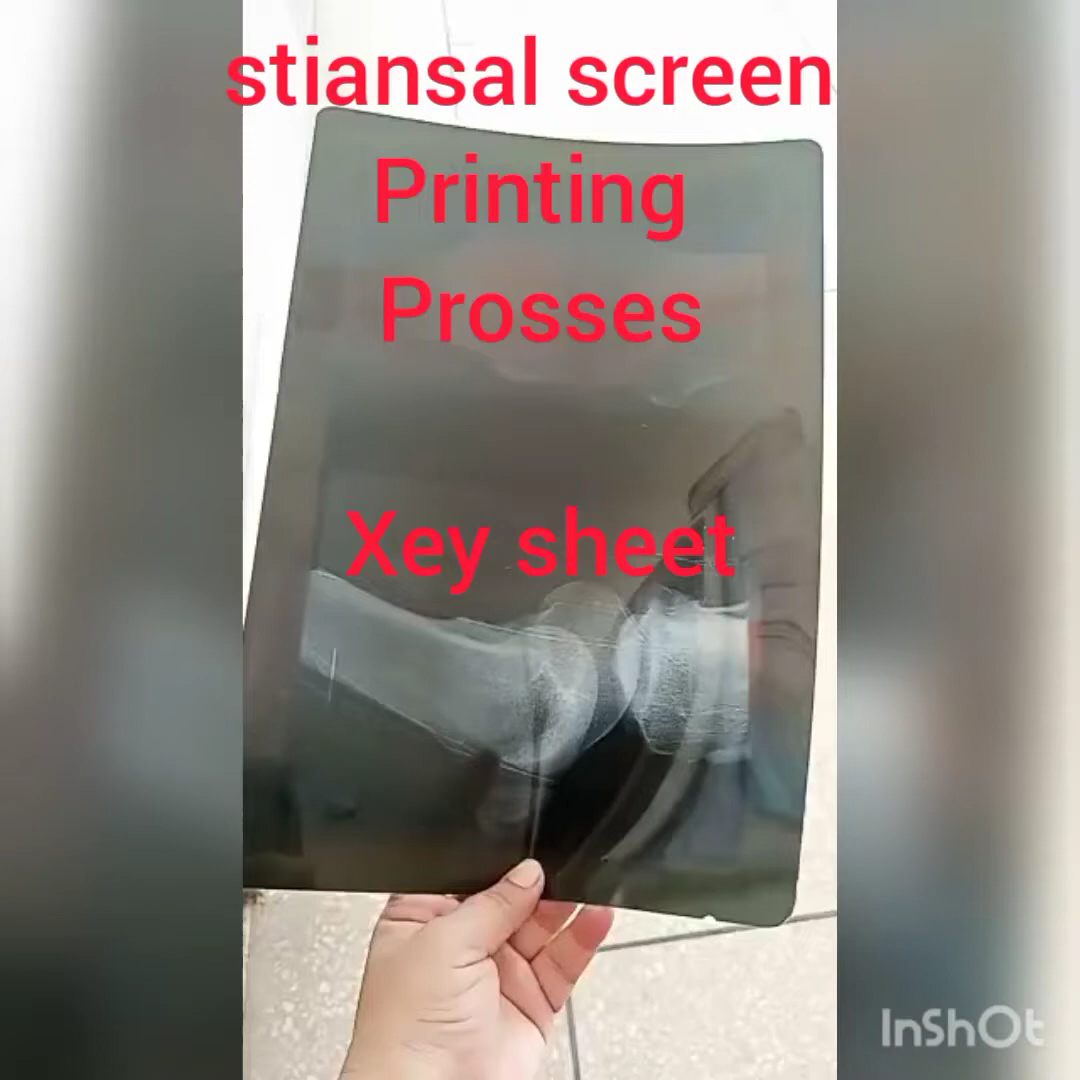 stiansal screen
Printing
Prosses
Xey sheet
InShOt